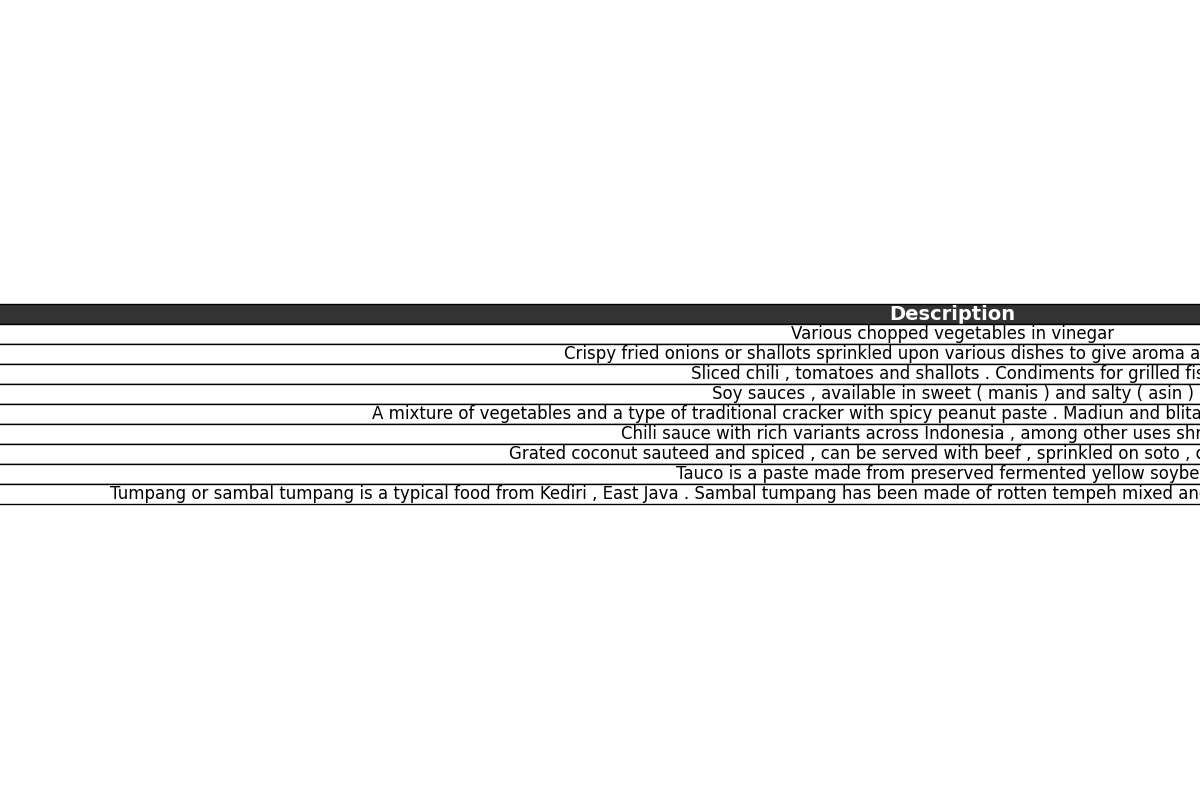 Description
Various chopped vegetables in vinegar
Crispy fried onions or shallots sprinkled upon various dishes to give aroma
Sliced chili , tomatoes and shallots . Condiments for grilled
Soy sauces , available in sweet ( manis ) and salty ( asin )
A mixture of vegetables and a type of traditional cracker with spicy peanut paste . Madiun and
Chili sauce with rich variants across Indonesia , among other uses
Grated coconut sauteed and spiced , can be served with beef , sprinkled on soto ,
Tauco is a paste made from preserved fermented yellow
Tumpang or sambal tumpang is a typical food from Kediri , East Java . Sambal tumpang has been made of rotten tempeh mixed